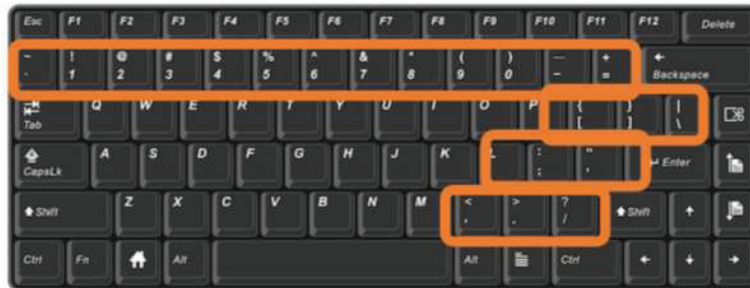 Esc F1 F2 F3 F4 F5 F6 F7 F8 F9 F10 F11 F12 Delete
~ ! @ # $ % ^ & * ( ) — +
` 1 2 3 4 5 6 7 8 9 0 - = Backspace
Tab Q W E R T Y U I O P { } |
[ ] \
CapsLk A S D F G H J K L : " Enter
; '
Shift Z X C V B N M < > ? Shift
, . /
Ctrl Fn Alt Alt Ctrl